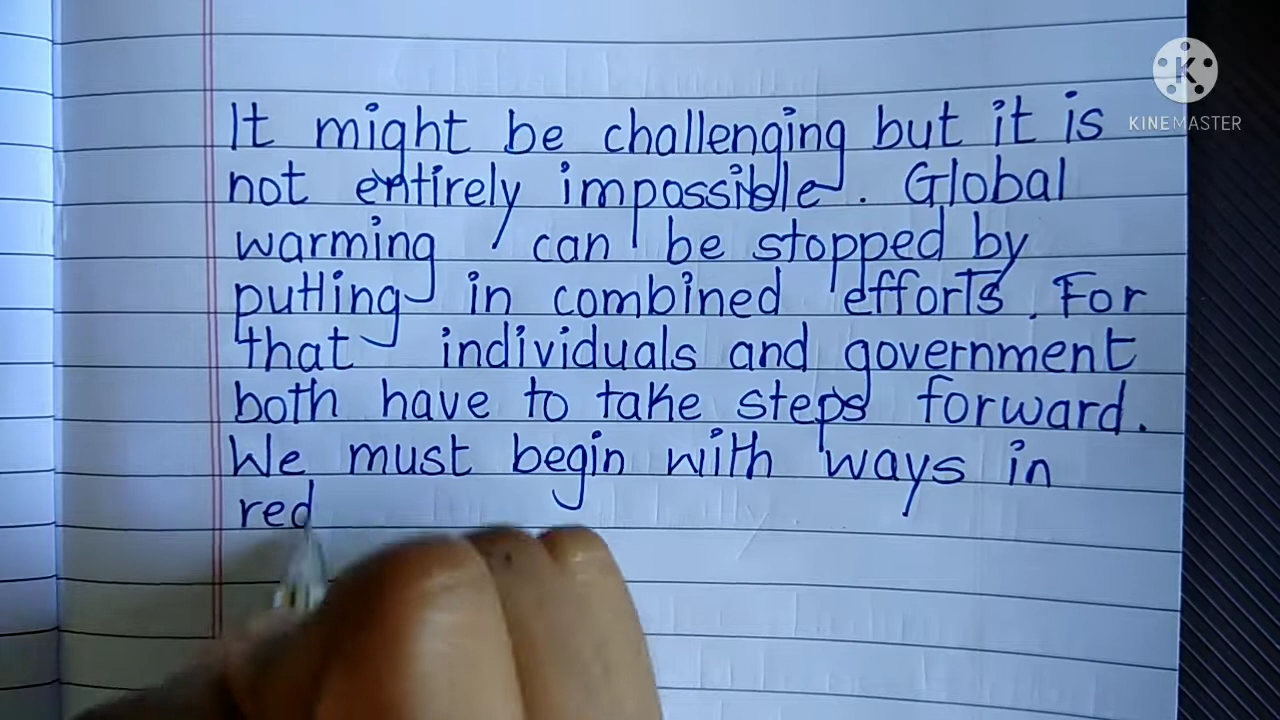 It might be challenging but it is
not entirely impossible. Global
warming can be stopped by
putting in combined efforts. For
that individuals and government
both have to take steps forward.
We must begin with ways in
red
KINEMASTER